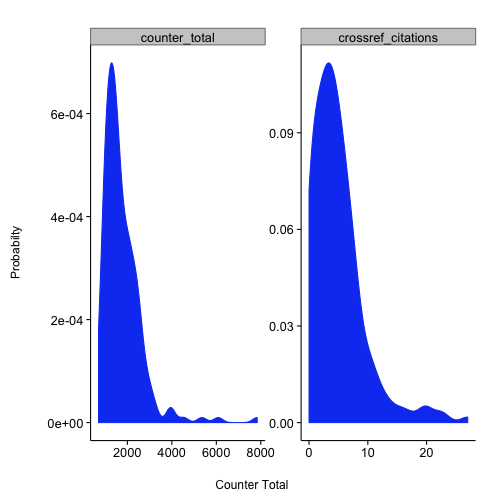 counter_total crossref_citations
6e-04
4e-04
2e-04
0e+00
0.09
0.06
0.03
0.00
Probabilty
2000 4000 6000 8000
0 10 20
Counter Total